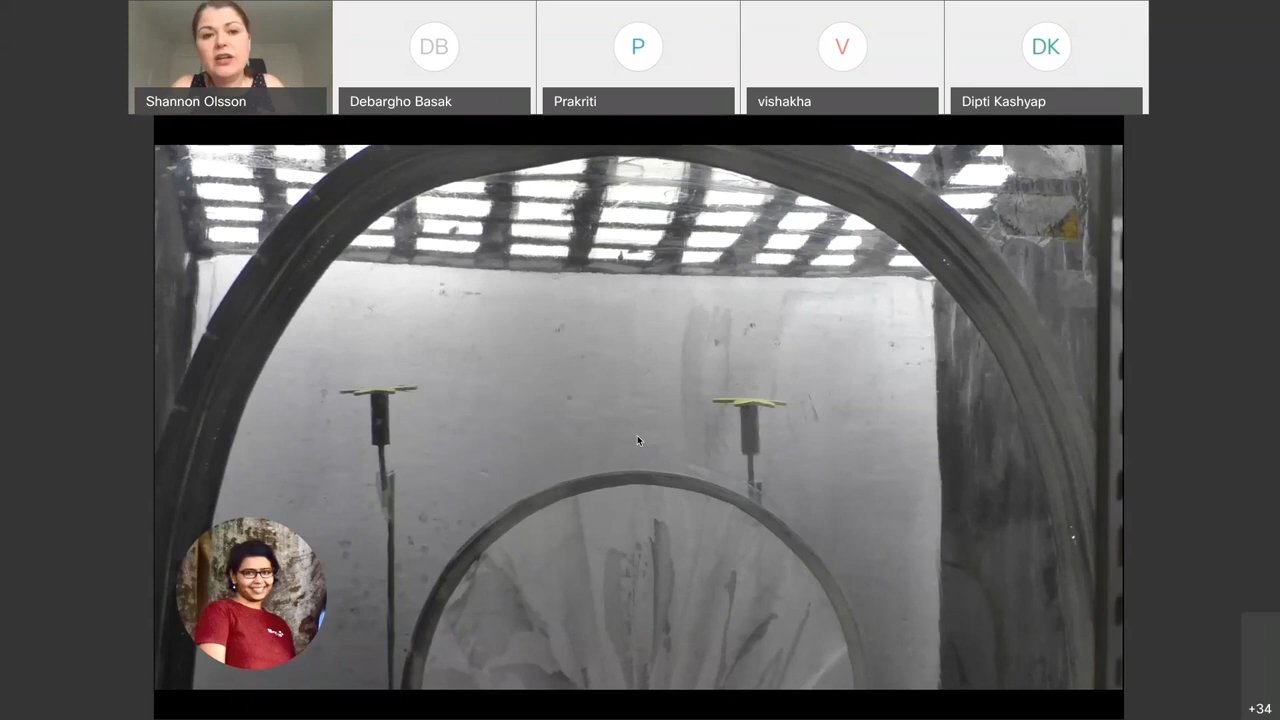 Shannon Olsson
DB
Debargho Basak
P
Prakriti
V
vishakha
DK
Dipti Kashyap
+34